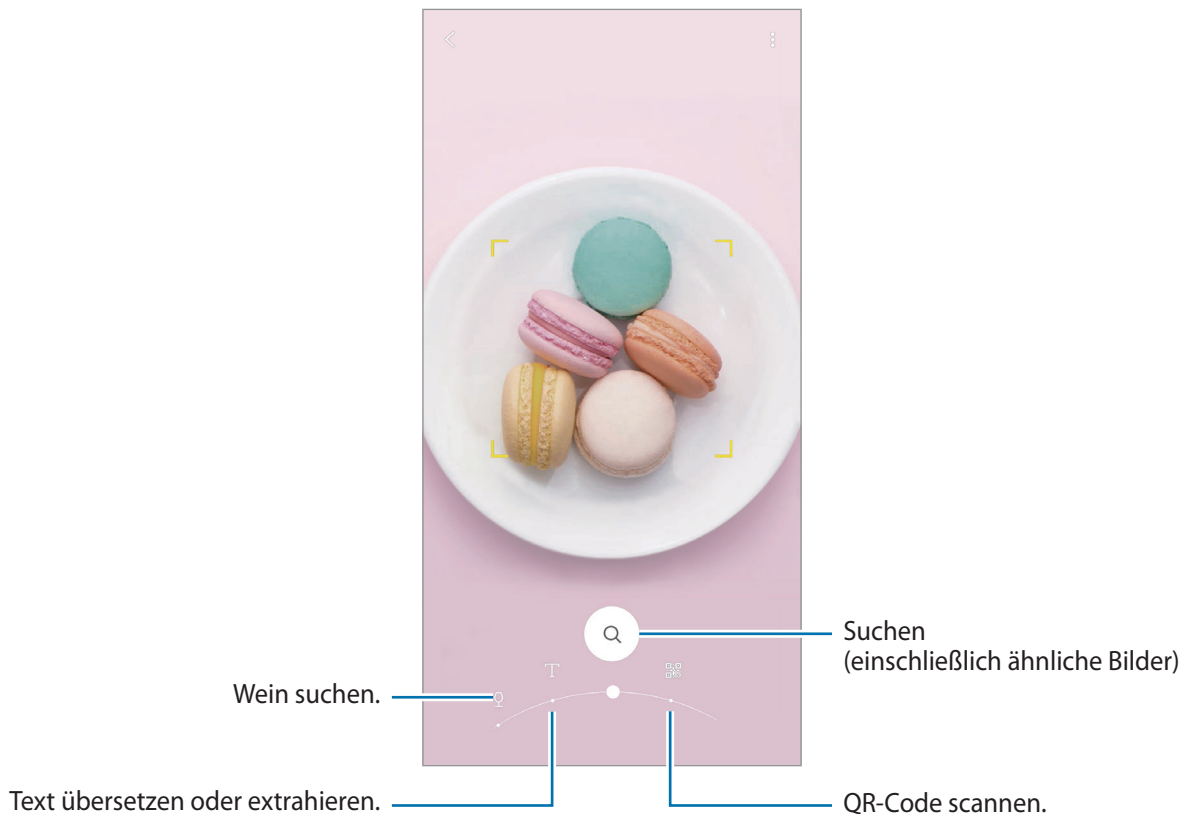 Suchen
(einschließlich ähnliche Bilder)
T
Wein suchen.
Text übersetzen oder extrahieren.
QR-Code scannen.